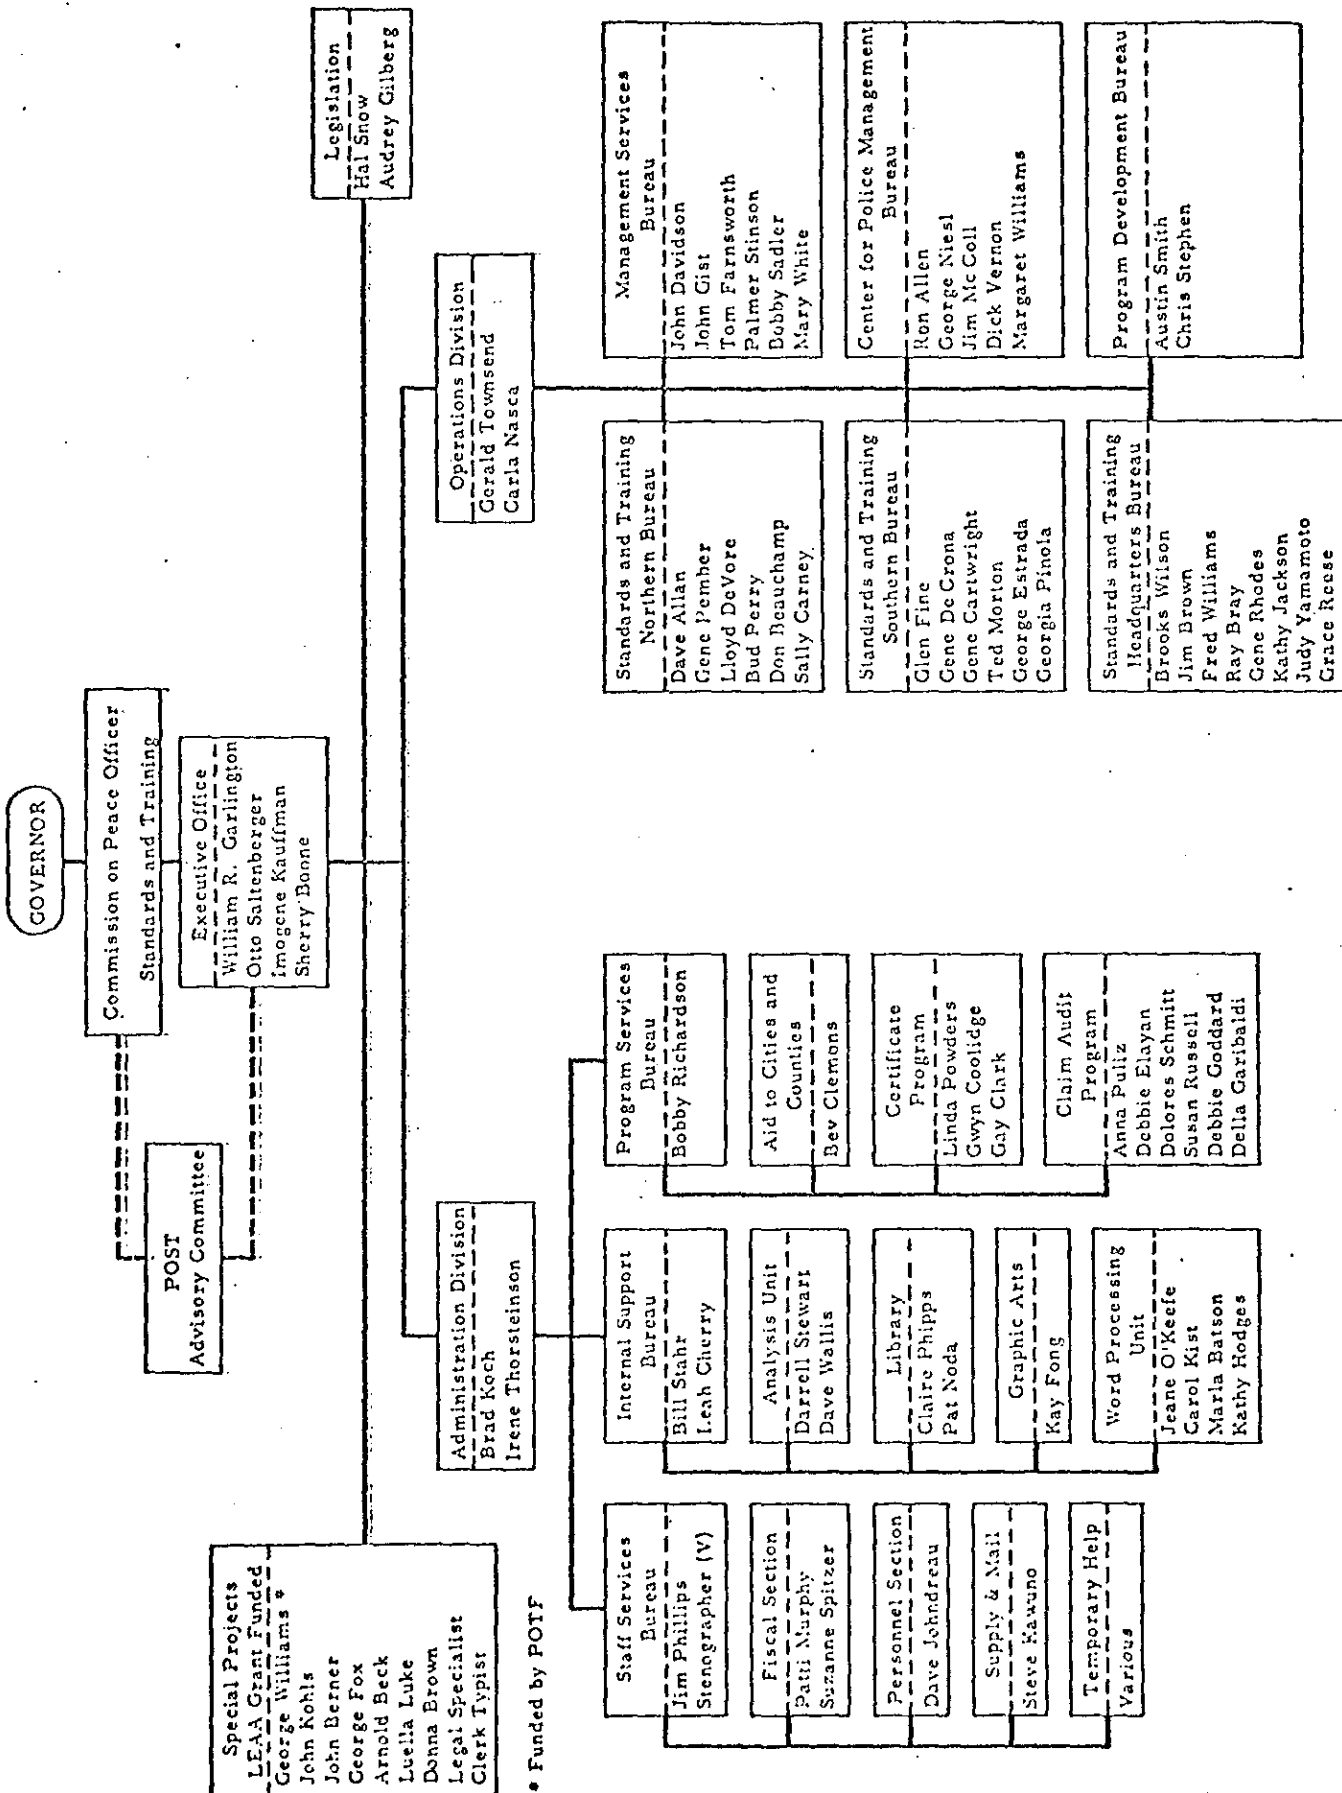 GOVERNOR
Commission on Peace Officer
Standards and Training
POST
Advisory Committee
Executive Office
William R. Garlington
Otto Saltenberger
Imogene Kauffman
Sherry Boone
Special Projects
LEAA Grant Funded
George Williams *
John Kohls
John Berner
George Fox
Arnold Beck
Luella Luke
Donna Brown
Legal Specialist
Clerk Typist
* Funded by POTF
Legislation
Hal Snow
Audrey Gilberg
Administration Division
Brad Koch
Irene Thorsteinson
Operations Division
Gerald Townsend
Carla Nasca
Staff Services
Bureau
Jim Phillips
Stenographer (V)
Fiscal Section
Patti Murphy
Suzanne Spitzer
Personnel Section
Dave Johndreau
Supply & Mail
Steve Kawuno
Temporary Help
Various
Internal Support
Bureau
Bill Stahr
Leah Cherry
Analysis Unit
Darrell Stewart
Dave Wallis
Library
Claire Phipps
Pat Noda
Graphic Arts
Kay Fong
Word Processing
Unit
Jeane O'Keefe
Carol Kist
Marla Batson
Kathy Hodges
Program Services
Bureau
Bobby Richardson
Aid to Cities and
Counties
Bev Clemons
Certificate
Program
Linda Powders
Gwyn Coolidge
Gay Clark
Claim Audit
Program
Anna Puliz
Debbie Elayan
Dolores Schmitt
Susan Russell
Debbie Goddard
Della Garibaldi
Standards and Training
Northern Bureau
Dave Allan
Gene Pember
Lloyd DeVore
Bud Perry
Don Beauchamp
Sally Carney
Standards and Training
Southern Bureau
Glen Fine
Gene De Crona
Gene Cartwright
Ted Morton
George Estrada
Georgia Pinola
Standards and Training
Headquarters Bureau
Brooks Wilson
Jim Brown
Fred Williams
Ray Bray
Gene Rhodes
Kathy Jackson
Judy Yamamoto
Grace Reese
Management Services
Bureau
John Davidson
John Gist
Tom Farnsworth
Palmer Stinson
Bobby Sadler
Mary White
Center for Police Management
Bureau
Ron Allen
George Niesl
Jim Mc Coll
Dick Vernon
Margaret Williams
Program Development Bureau
Austin Smith
Chris Stephen